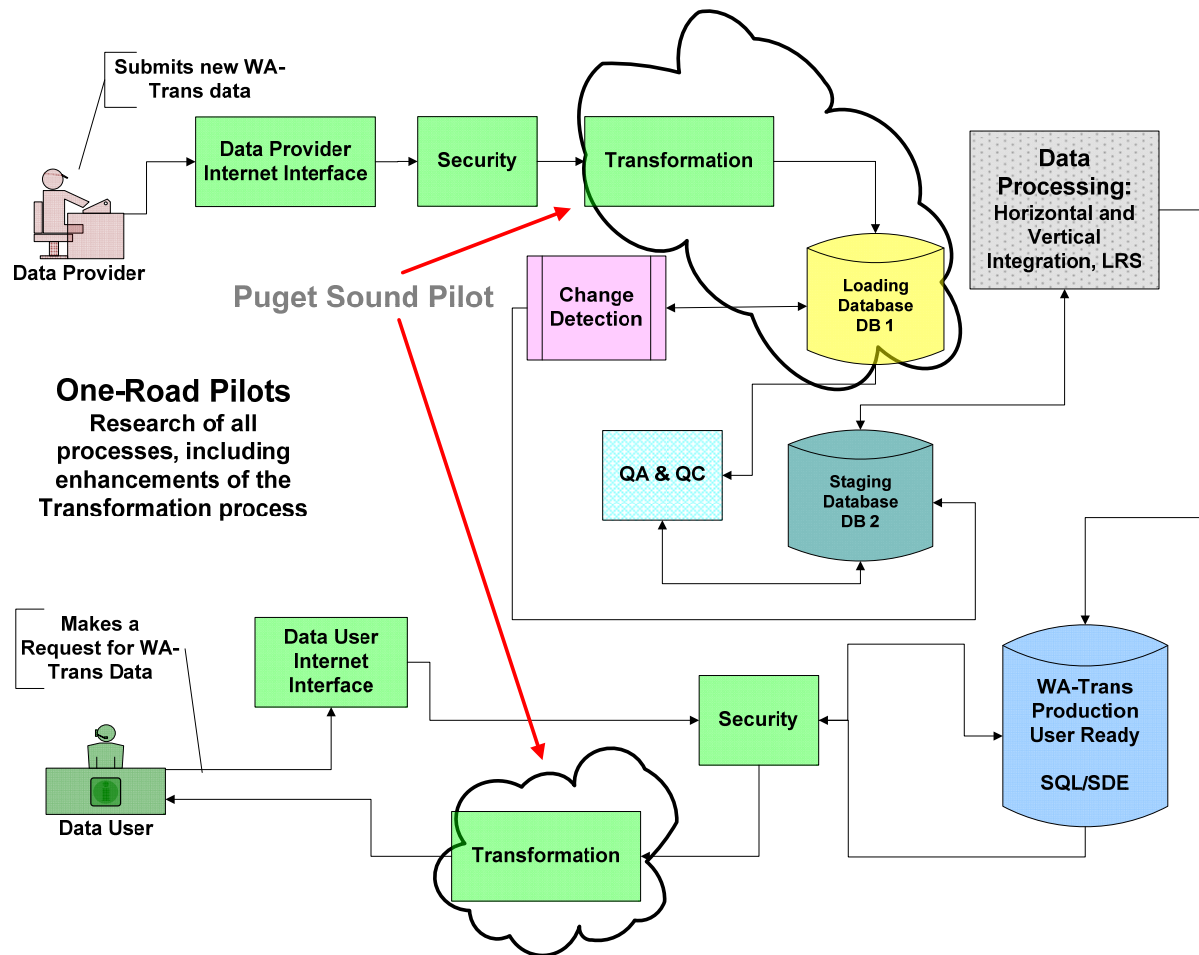 Submits new WA-
Trans data
Data Provider
Data Provider
Internet Interface
Security
Transformation
Data
Processing:
Horizontal and
Vertical
Integration, LRS
Puget Sound Pilot
Change
Detection
Loading
Database
DB 1
One-Road Pilots
Research of all
processes, including
enhancements of the
Transformation process
QA & QC
Staging
Database
DB 2
Makes a
Request for WA-
Trans Data
Data User
Internet
Interface
Security
WA-Trans
Production
User Ready
SQL/SDE
Data User
Transformation